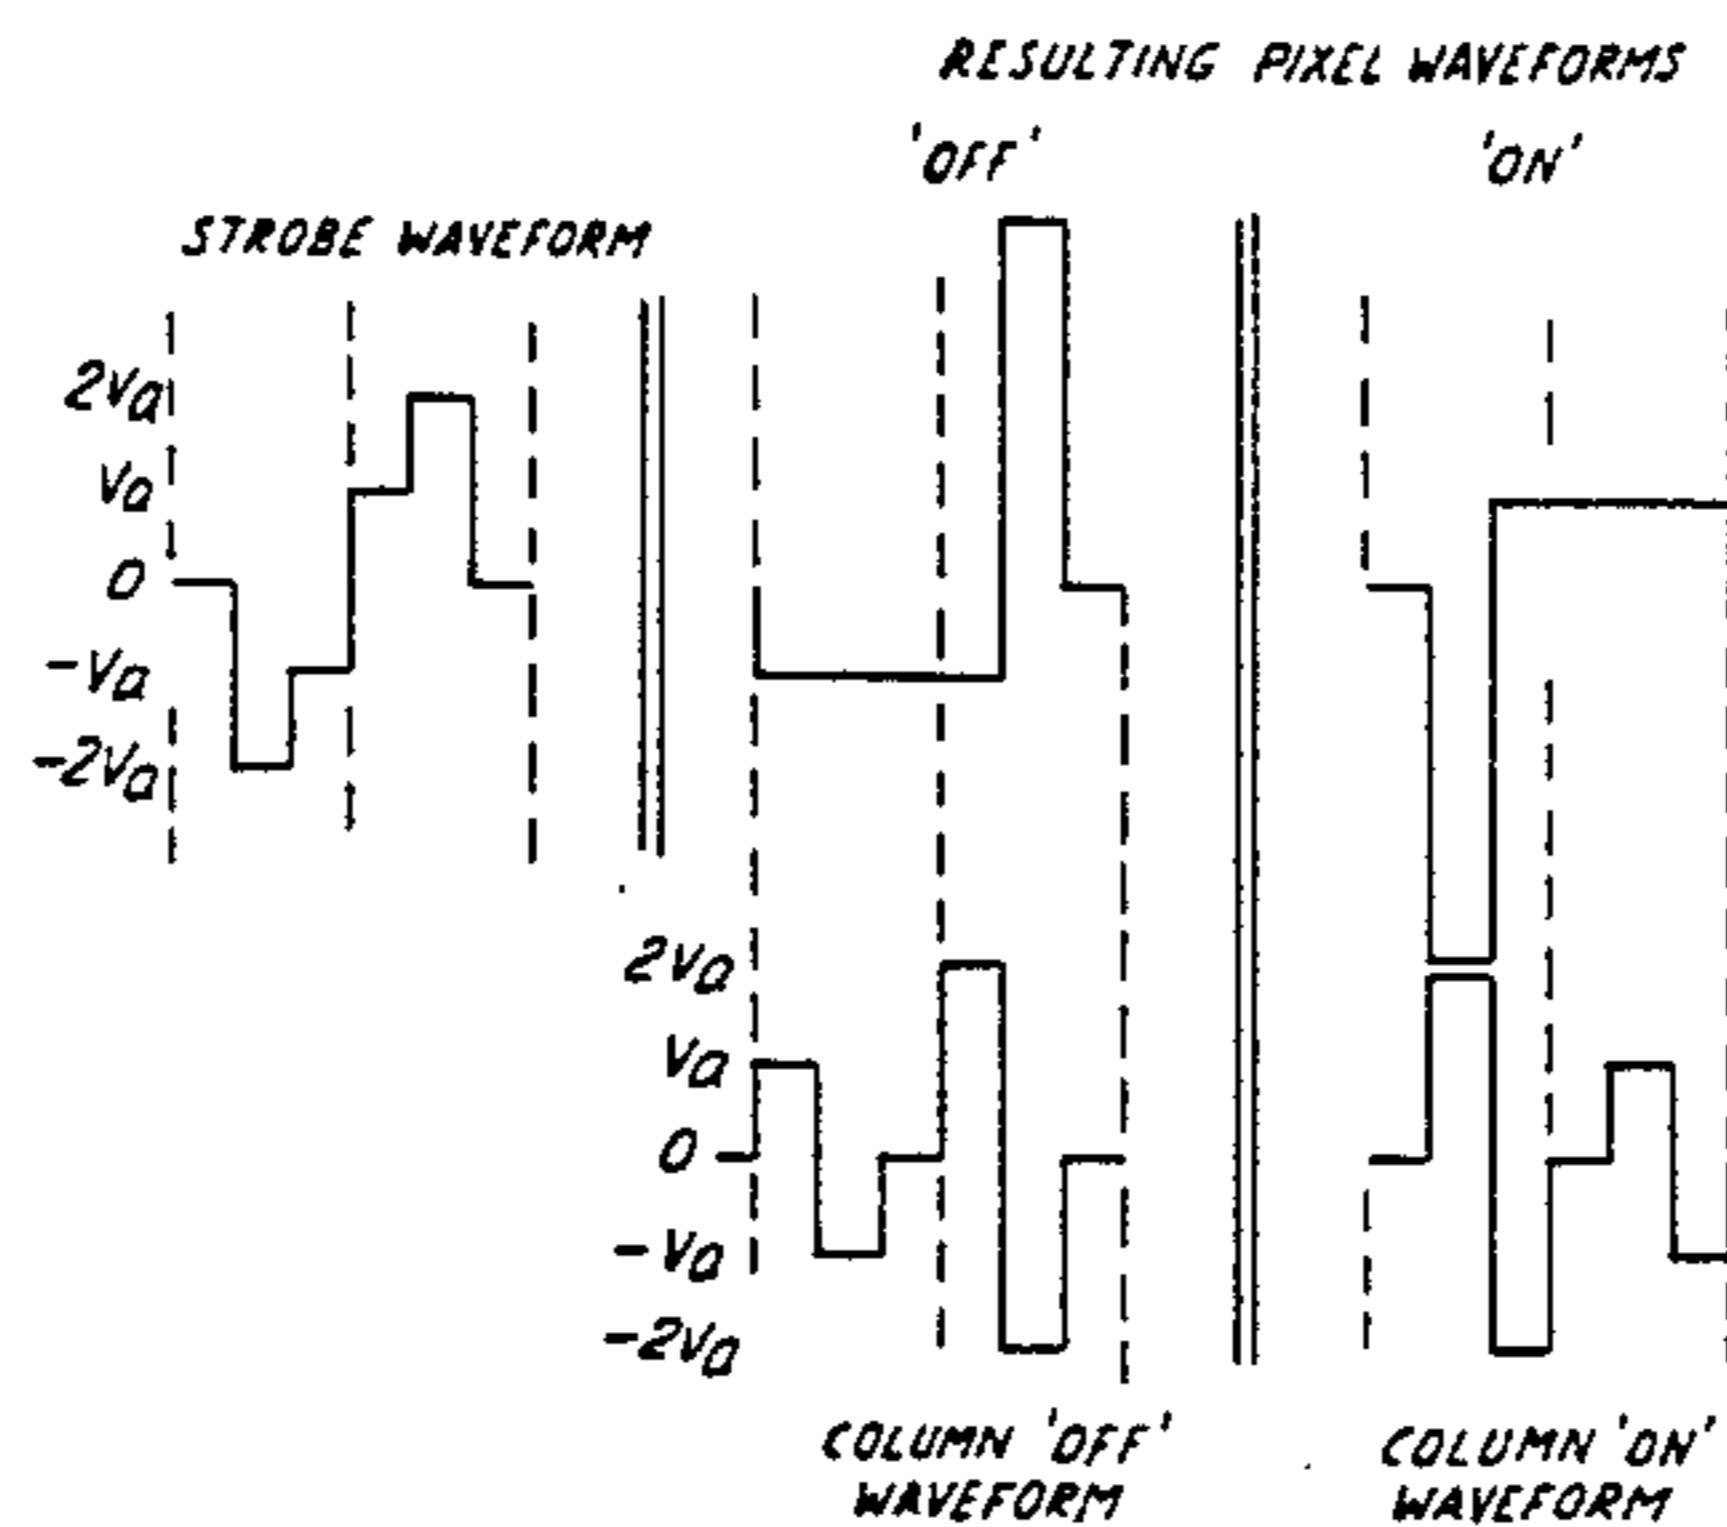 RESULTING PIXEL WAVEFORMS
'OFF'
'ON'
STROBE WAVEFORM
2Va
Va
0
-Va
-2Va
2Va
Va
0
-Va
-2Va
COLUMN 'OFF'
WAVEFORM
COLUMN 'ON'
WAVEFORM